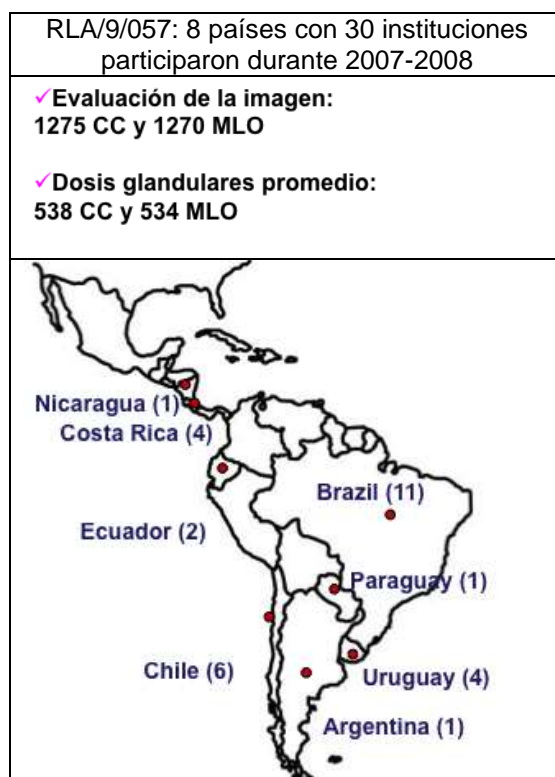 RLA/9/057: 8 países con 30 instituciones
participaron durante 2007-2008
✓Evaluación de la imagen:
1275 CC y 1270 MLO
✓Dosis glandulares promedio:
538 CC y 534 MLO
Nicaragua (1)
Costa Rica (4)
Brazil (11)
Ecuador (2)
Paraguay (1)
Chile (6)
Uruguay (4)
Argentina (1)